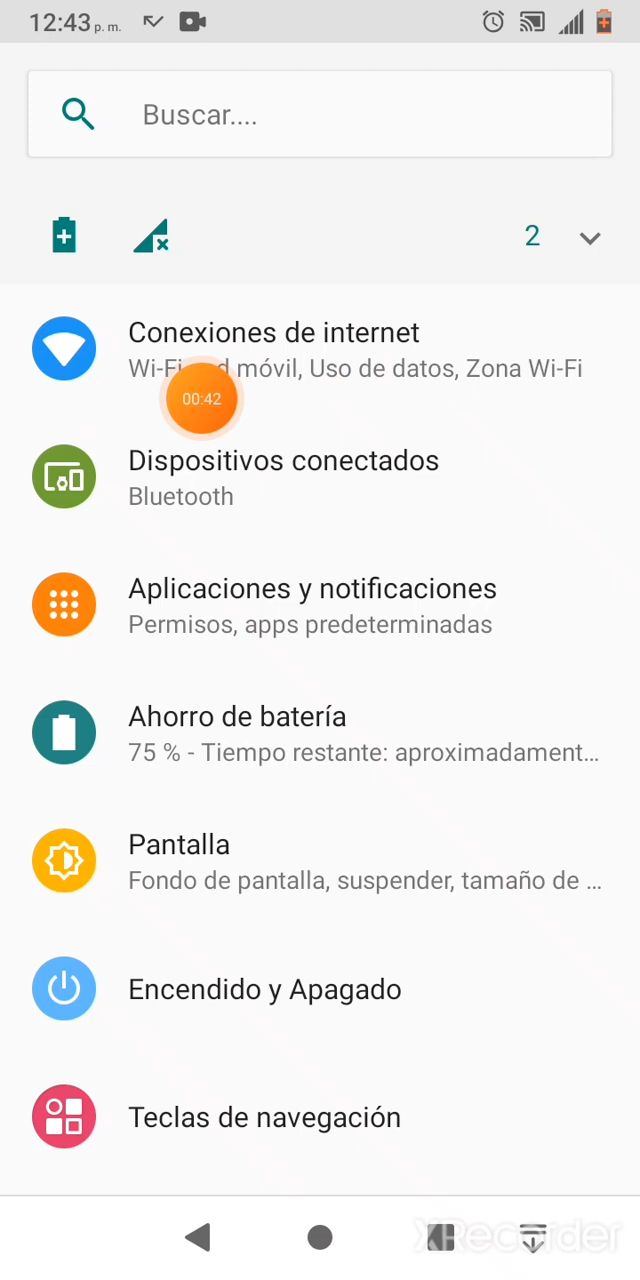 12:43 p. m.
Buscar....
2
Conexiones de internet
Wi-Fi, móvil, Uso de datos, Zona Wi-Fi
00:42
Dispositivos conectados
Bluetooth
Aplicaciones y notificaciones
Permisos, apps predeterminadas
Ahorro de batería
75 % - Tiempo restante: aproximadament...
Pantalla
Fondo de pantalla, suspender, tamaño de ...
Encendido y Apagado
Teclas de navegación
XRecorder